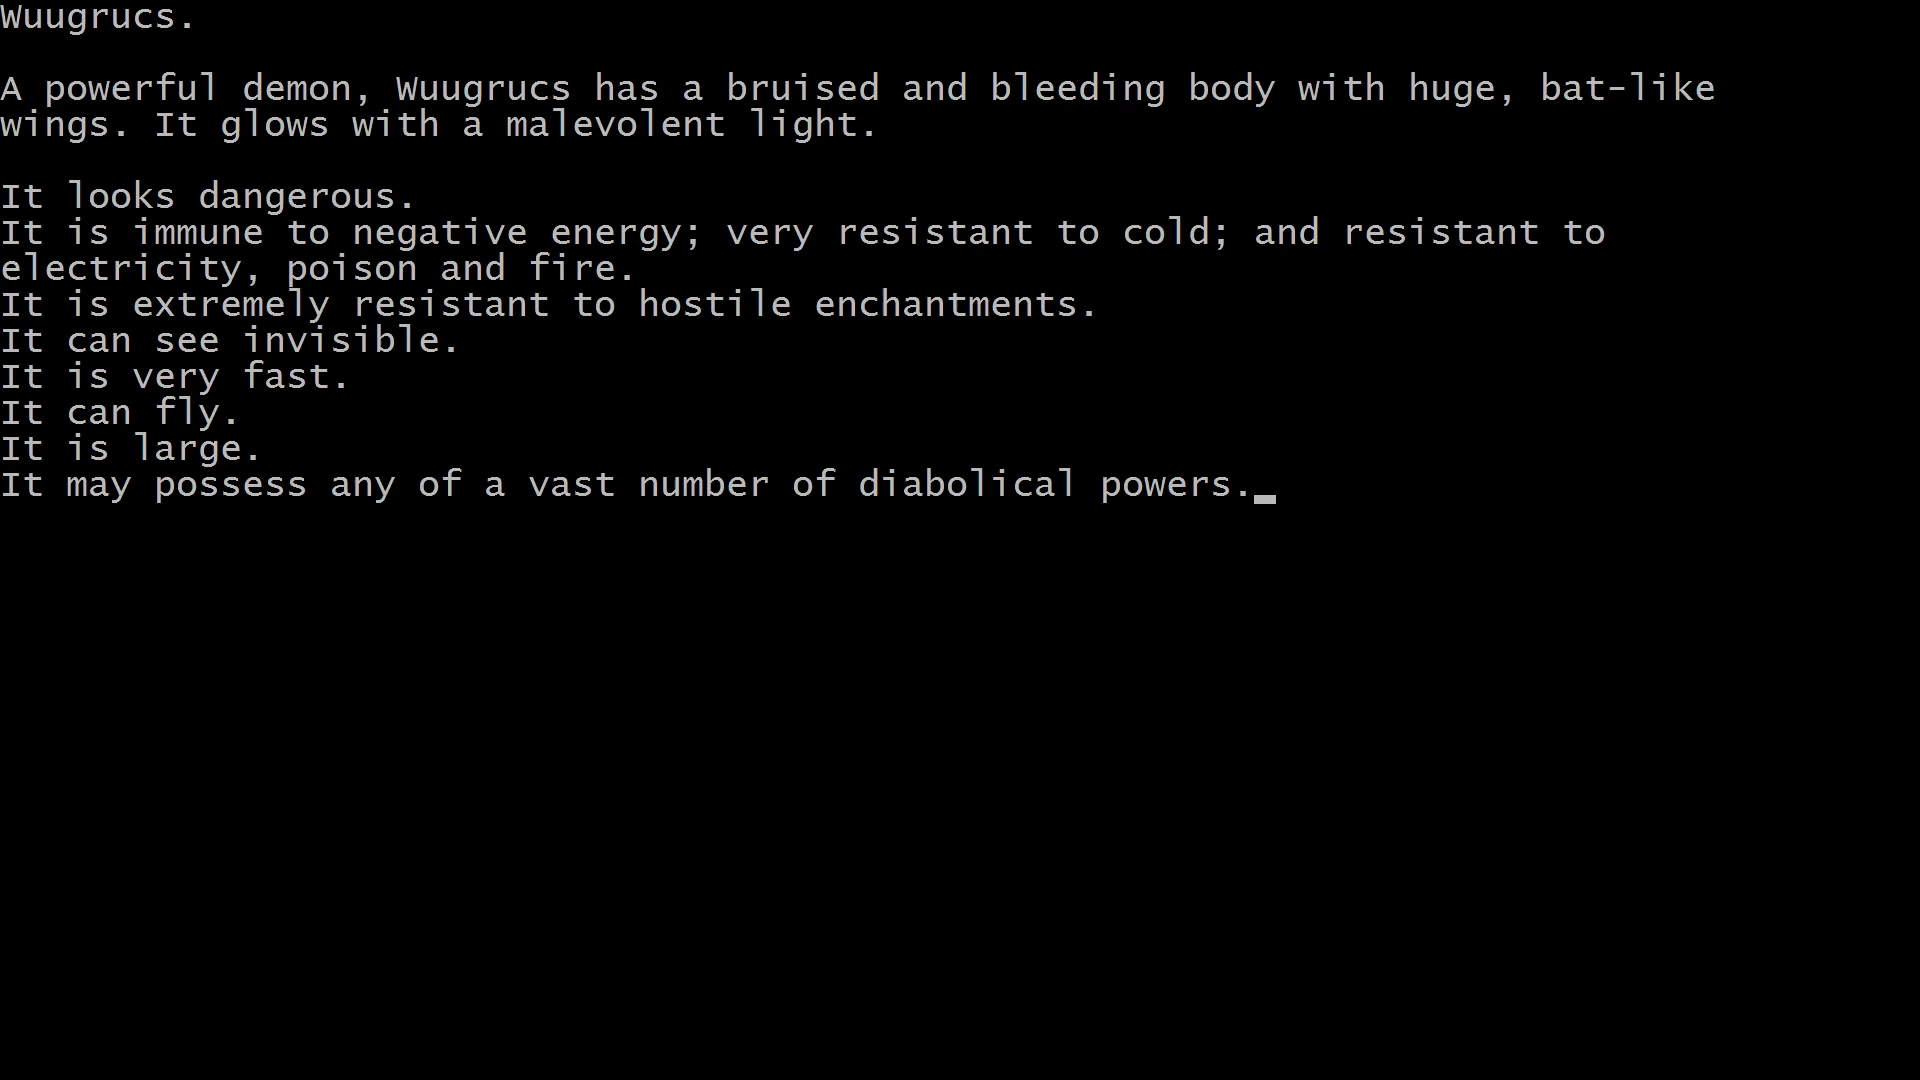 Wuugrucs.
A powerful demon, Wuugrucs has a bruised and bleeding body with huge, bat-like
wings. It glows with a malevolent light.
It looks dangerous.
It is immune to negative energy; very resistant to cold; and resistant to
electricity, poison and fire.
It is extremely resistant to hostile enchantments.
It can see invisible.
It is very fast.
It can fly.
It is large.
It may possess any of a vast number of diabolical powers.